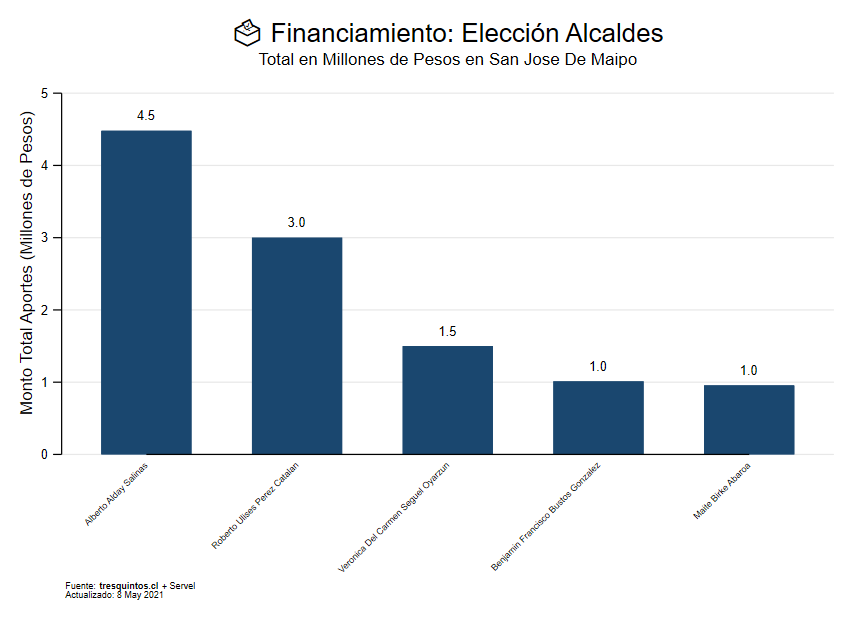 Financiamiento: Elección Alcaldes
Total en Millones de Pesos en San Jose De Maipo
Monto Total Aportes (Millones de Pesos)
5
4
3
2
1
0
4.5
3.0
1.5
1.0
1.0
Alberto Alday Salinas
Roberto Ulises Perez Catalan
Veronica Del Carmen Seguel Oyarzun
Benjamin Francisco Bustos Gonzalez
Maite Birke Abaroa
Fuente: tresquintos.cl + Servel
Actualizado: 8 May 2021